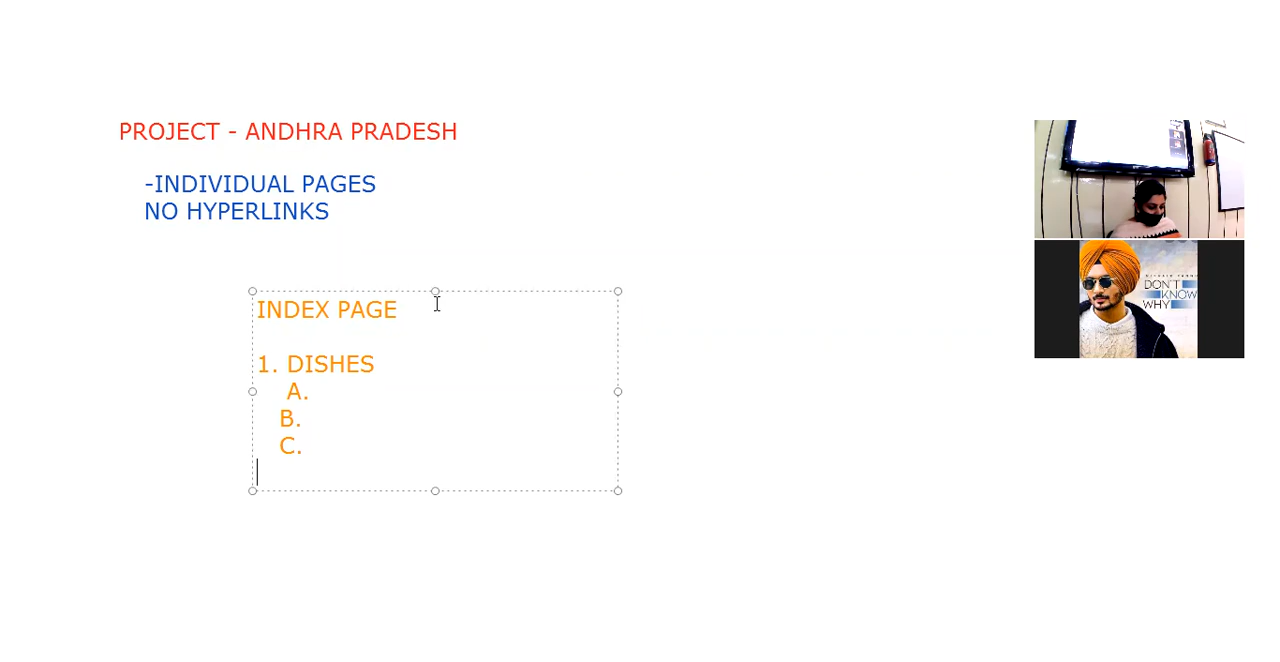 PROJECT - ANDHRA PRADESH
-INDIVIDUAL PAGES
NO HYPERLINKS
INDEX PAGE
1. DISHES
A.
B.
C.
DON'T
KNOW
WHY